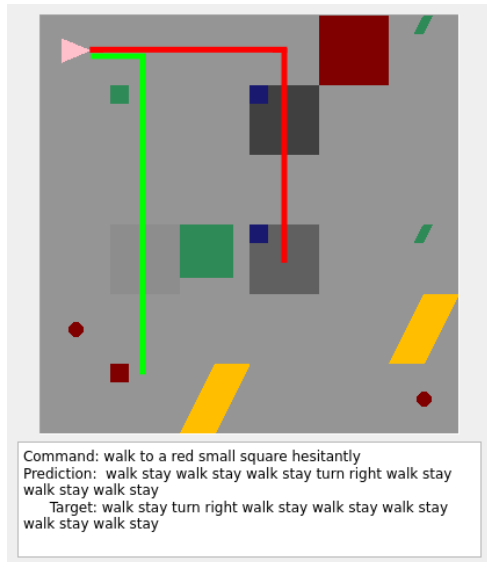 Command: walk to a red small square hesitantly
Prediction:  walk stay walk stay walk stay turn right walk stay
walk stay walk stay
Target: walk stay turn right walk stay walk stay walk stay
walk stay walk stay